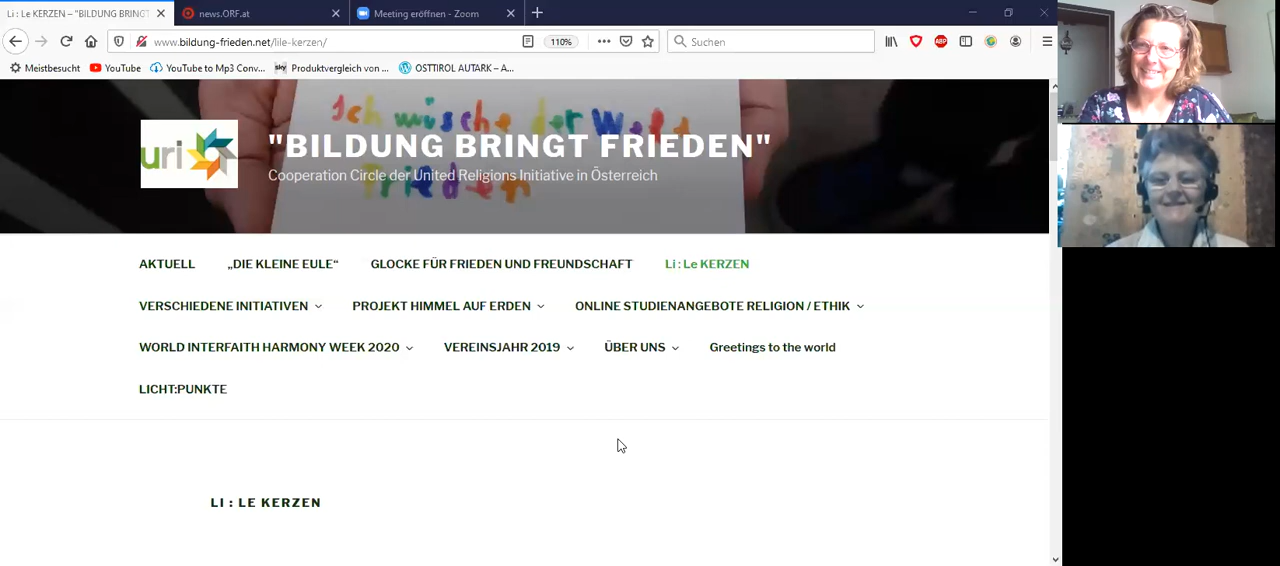 Li : Le KERZEN – "BILDUNG BRINGT
news.ORF.at
Meeting eröffnen - Zoom
www.bildung-frieden.net/lile-kerzen/
110%
Suchen
Meistbesucht
YouTube
YouTube to Mp3 Conv...
sky
Produktvergleich von ...
OSTTIROL AUTARK – A...
Ich wische der Welt
Frieden
uri
"BILDUNG BRINGT FRIEDEN"
Cooperation Circle der United Religions Initiative in Österreich
AKTUELL
„DIE KLEINE EULE“
GLOCKE FÜR FRIEDEN UND FREUNDSCHAFT
Li : Le KERZEN
VERSCHIEDENE INITIATIVEN
PROJEKT HIMMEL AUF ERDEN
ONLINE STUDIENANGEBOTE RELIGION / ETHIK
WORLD INTERFAITH HARMONY WEEK 2020
VEREINSJAHR 2019
ÜBER UNS
Greetings to the world
LICHT:PUNKTE
LI : LE KERZEN